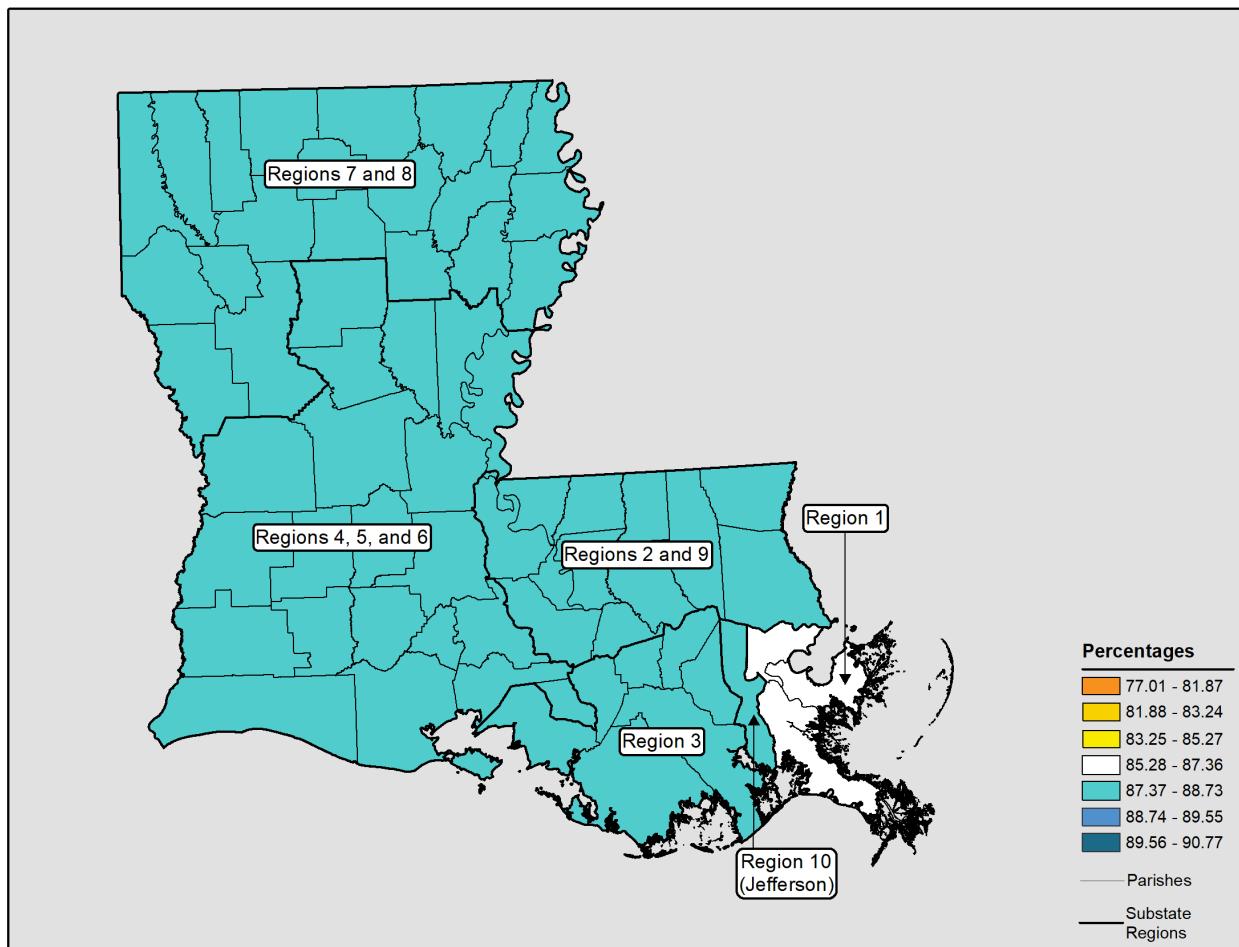 Regions 7 and 8
Region 1
Regions 4, 5, and 6
Regions 2 and 9
Region 3
Region 10
(Jefferson)
Percentages
77.01 - 81.87
81.88 - 83.24
83.25 - 85.27
85.28 - 87.36
87.37 - 88.73
88.74 - 89.55
89.56 - 90.77
Parishes
Substate
Regions